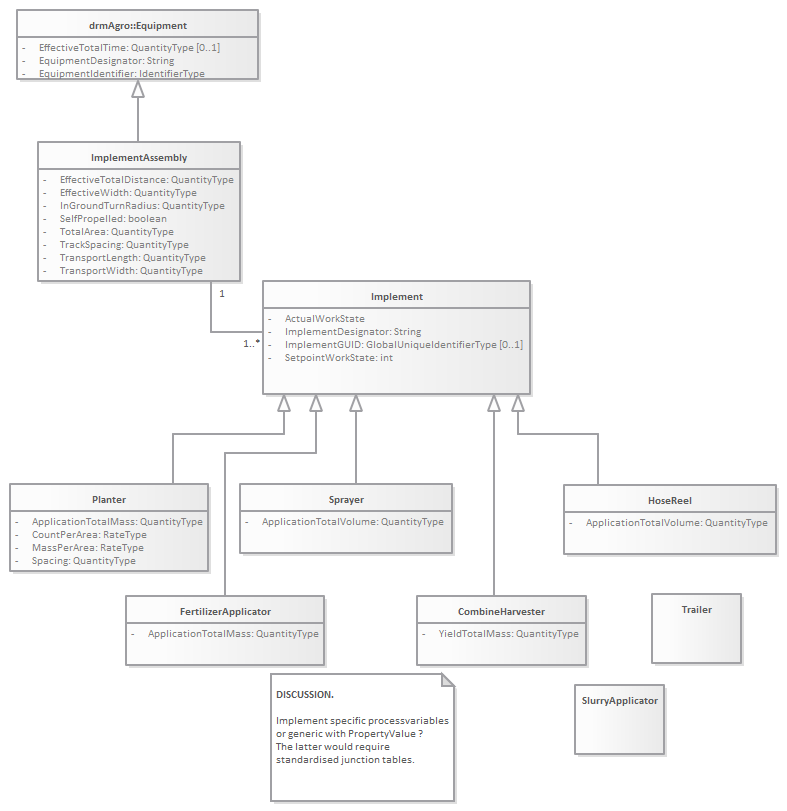 drmAgro::Equipment
- EffectiveTotalTime: QuantityType [0..1]
- EquipmentDesignator: String
- EquipmentIdentifier: IdentifierType
ImplementAssembly
- EffectiveTotalDistance: QuantityType
- EffectiveWidth: QuantityType
- InGroundTurnRadius: QuantityType
- SelfPropelled: boolean
- TotalArea: QuantityType
- TrackSpacing: QuantityType
- TransportLength: QuantityType
- TransportWidth: QuantityType
1
1..*
Implement
- ActualWorkState
- ImplementDesignator: String
- ImplementGUID: GlobalUniqueIdentifierType [0..1]
- SetpointWorkState: int
Planter
- ApplicationTotalMass: QuantityType
- CountPerArea: RateType
- MassPerArea: RateType
- Spacing: QuantityType
Sprayer
- ApplicationTotalVolume: QuantityType
HoseReel
- ApplicationTotalVolume: QuantityType
FertilizerApplicator
- ApplicationTotalMass: QuantityType
CombineHarvester
- YieldTotalMass: QuantityType
Trailer
SlurryApplicator
DISCUSSION.
Implement specific processvariables
or generic with PropertyValue ?
The latter would require
standardised junction tables.